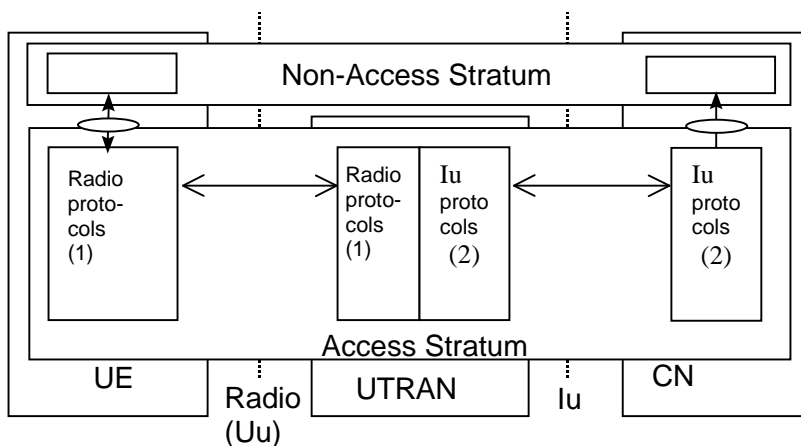 Non-Access Stratum
Radio
proto-
cols
(1)
Radio
proto-
cols
(1)
Iu
proto
cols
(2)
Iu
proto
cols
(2)
Access Stratum
UE
Radio
(Uu)
UTRAN
Iu
CN